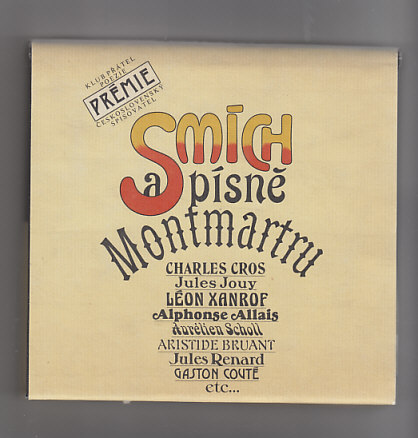 KLUB PŘÁTEL
POEZIE
PRÉMIE
ČESKOSLOVENSKÝ
SPISOVATEL
SMÍCH
a písně
Montmartru
CHARLES CROS
Jules Jouy
LÉON XANROF
Alphonse Allais
Aurélien Scholl
ARISTIDE BRUANT
Jules Renard
GASTON COUTÉ
etc...